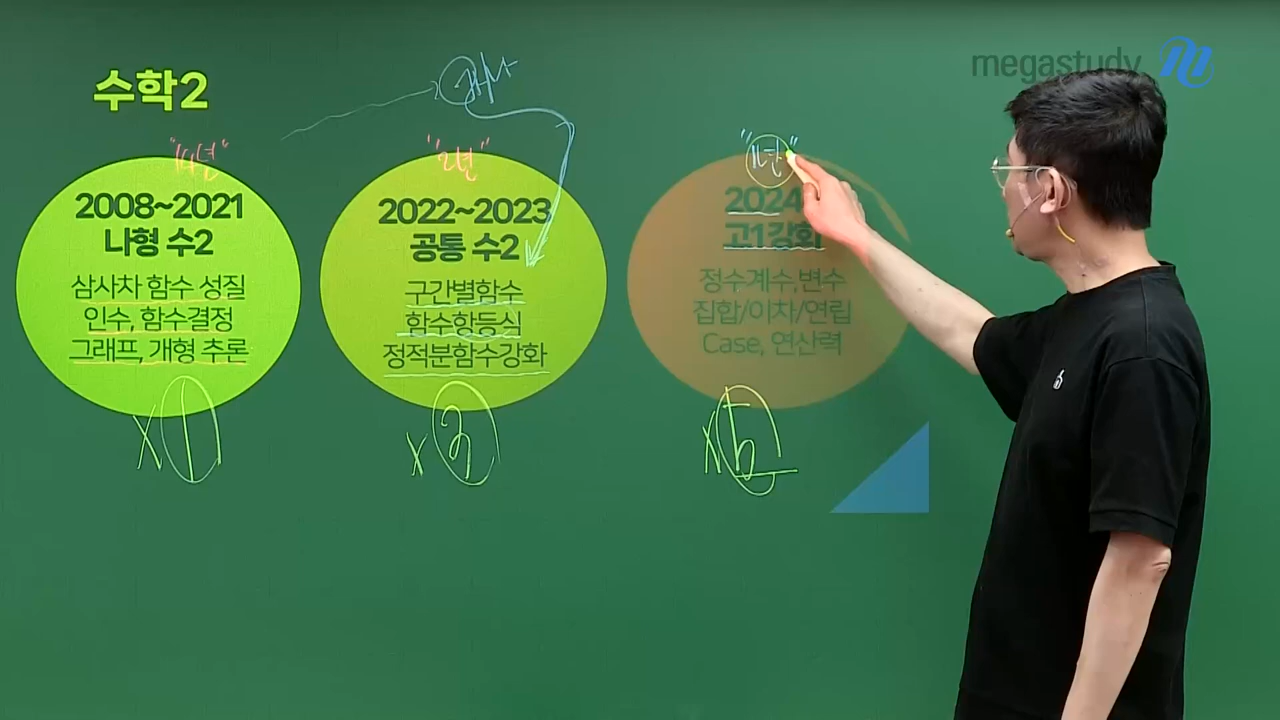 megastudy
수학2
"14년"
2008~2021
나형 수2
삼사차 함수 성질
인수, 함수결정
그래프, 개형 추론
x1
"2년"
2022~2023
공통 수2
구간별함수
함수항등식
정적분함수강화
x3
"1년"
2024
고1강화
정수계수,변수
집합/이차/연립
Case, 연산력
x5